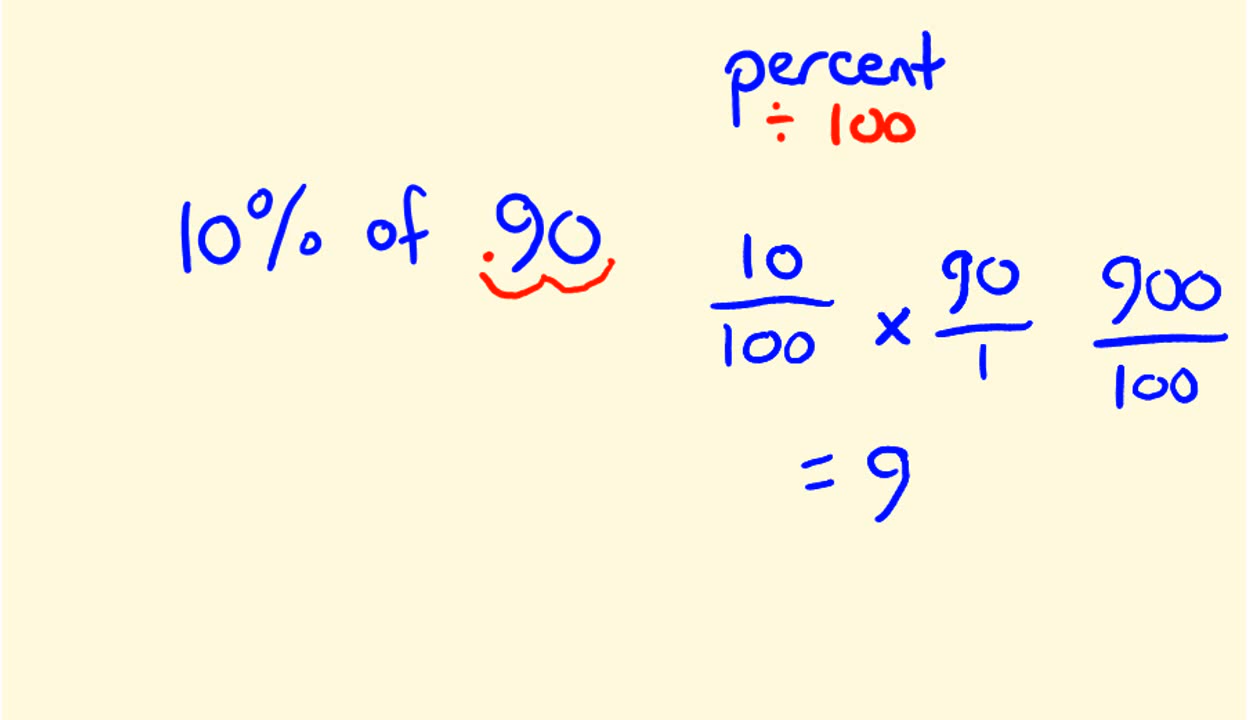 percent
÷ 100
10% of .90
10/100 × 90/1 900/100
= 9